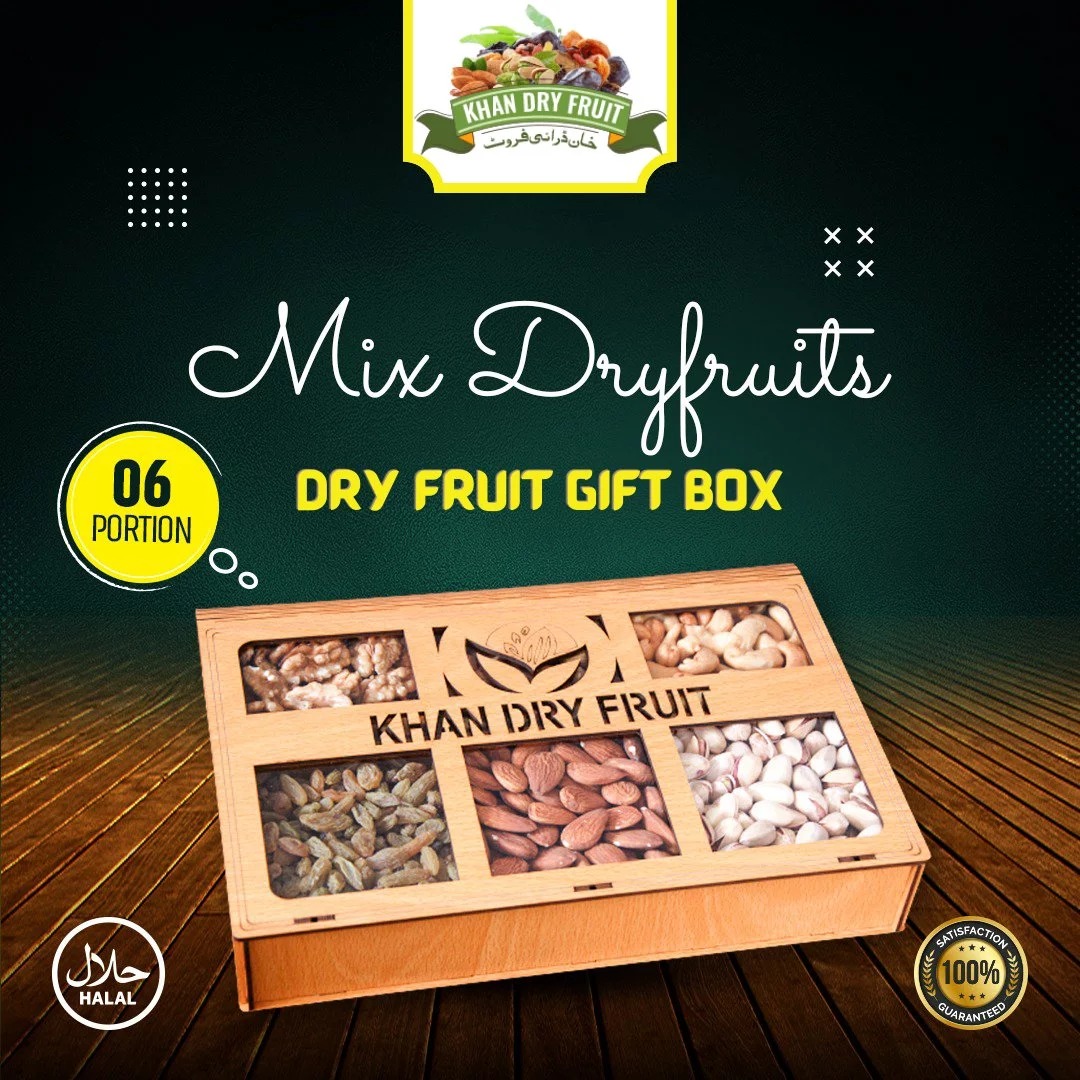 KHAN DRY FRUIT
خان ڈرائی فروٹ
Mix Dryfruits
06
PORTION
DRY FRUIT GIFT BOX
KHAN DRY FRUIT
حلال
HALAL
SATISFACTION
100%
GUARANTEED